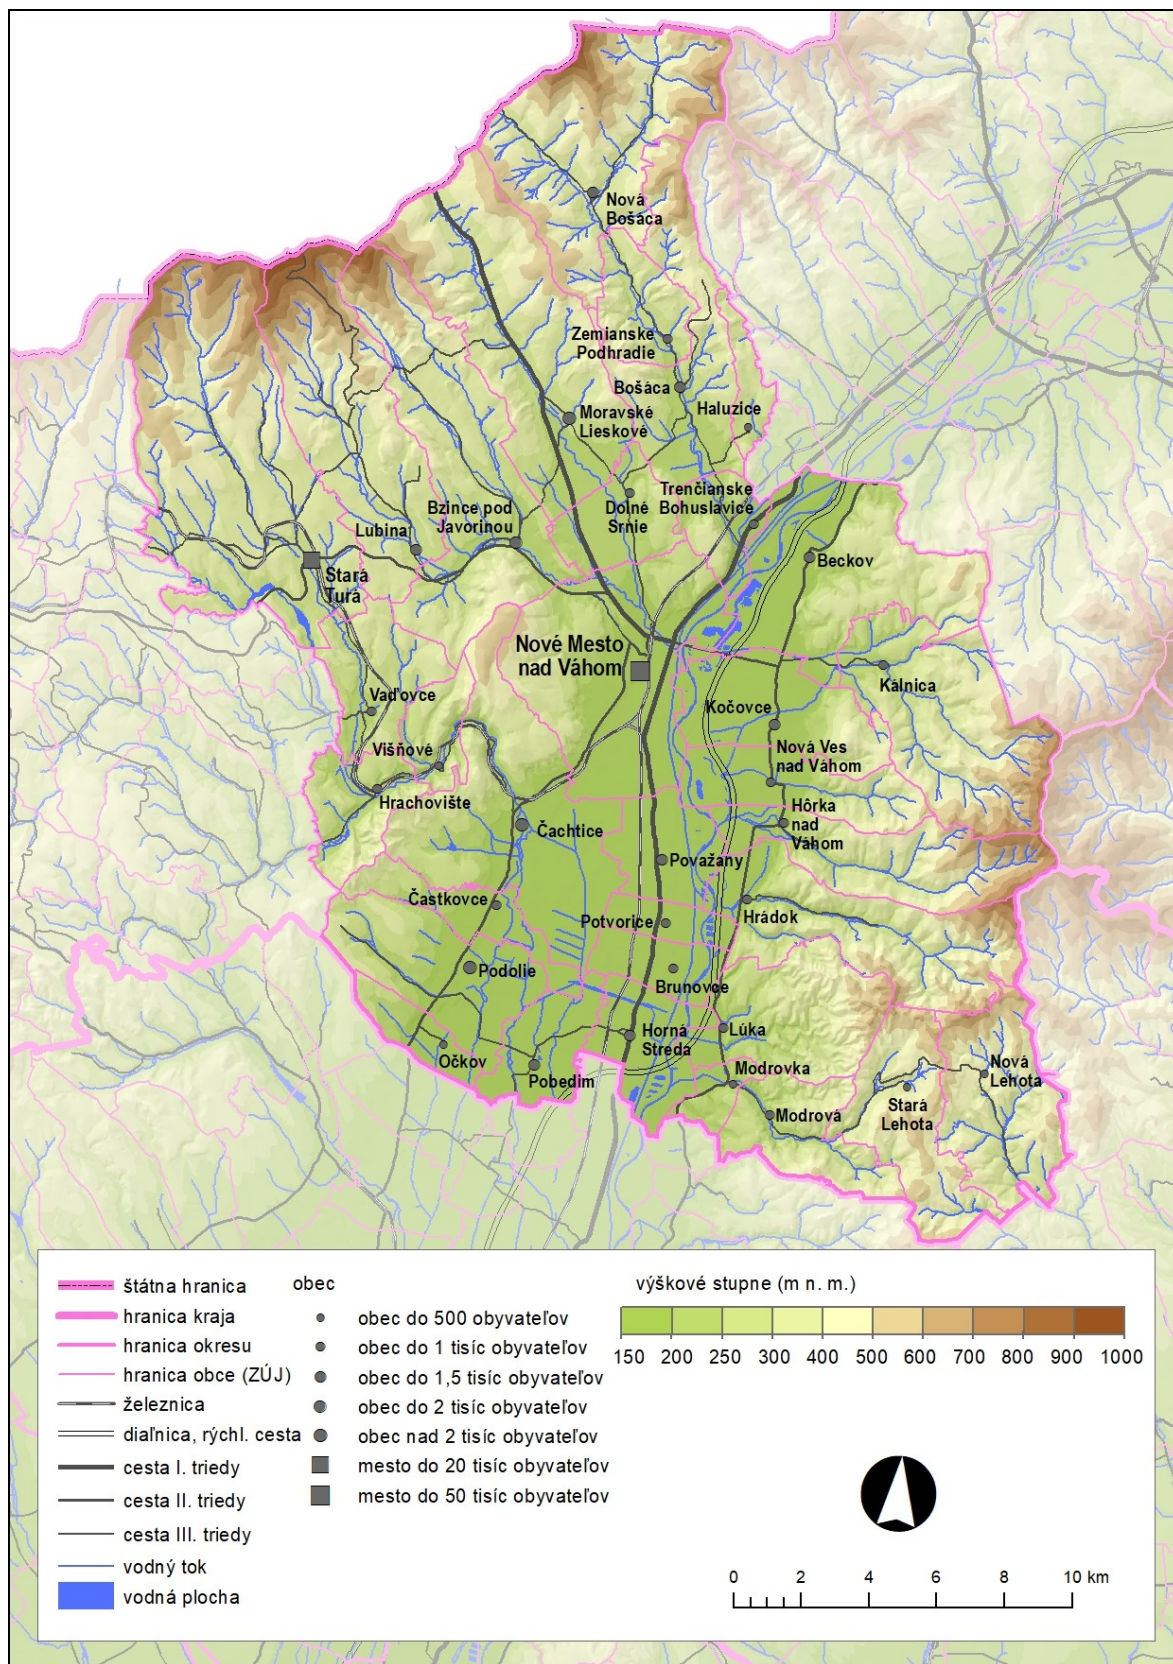 Nová
Bošáca
Zemianske
Podhradie
Bošáca
Haluzice
Moravské
Lieskové
Trenčianske
Bohuslavice
Dolné
Srnie
Bzince pod
Javorinou
Lubina
Beckov
Stará
Turá
Nové Mesto
nad Váhom
Kálnica
Vaďovce
Kočovce
Višňové
Nová Ves
nad Váhom
Hrachovište
Hôrka
nad
Váhom
Čachtice
Považany
Častkovce
Hrádok
Potvorice
Podolie
Brunovce
Horná
Streda
Lúka
Očkov
Pobedim
Modrovka
Nová
Lehota
Stará
Lehota
Modrová
štátna hranica
hranica kraja
hranica okresu
hranica obce (ZÚJ)
železnica
diaľnica, rýchl. cesta
cesta I. triedy
cesta II. triedy
cesta III. triedy
vodný tok
vodná plocha
obec
obec do 500 obyvateľov
obec do 1 tisíc obyvateľov
obec do 1,5 tisíc obyvateľov
obec do 2 tisíc obyvateľov
obec nad 2 tisíc obyvateľov
mesto do 20 tisíc obyvateľov
mesto do 50 tisíc obyvateľov
výškové stupne (m n. m.)
150 200 250 300 400 500 600 700 800 900 1000
0 2 4 6 8 10 km